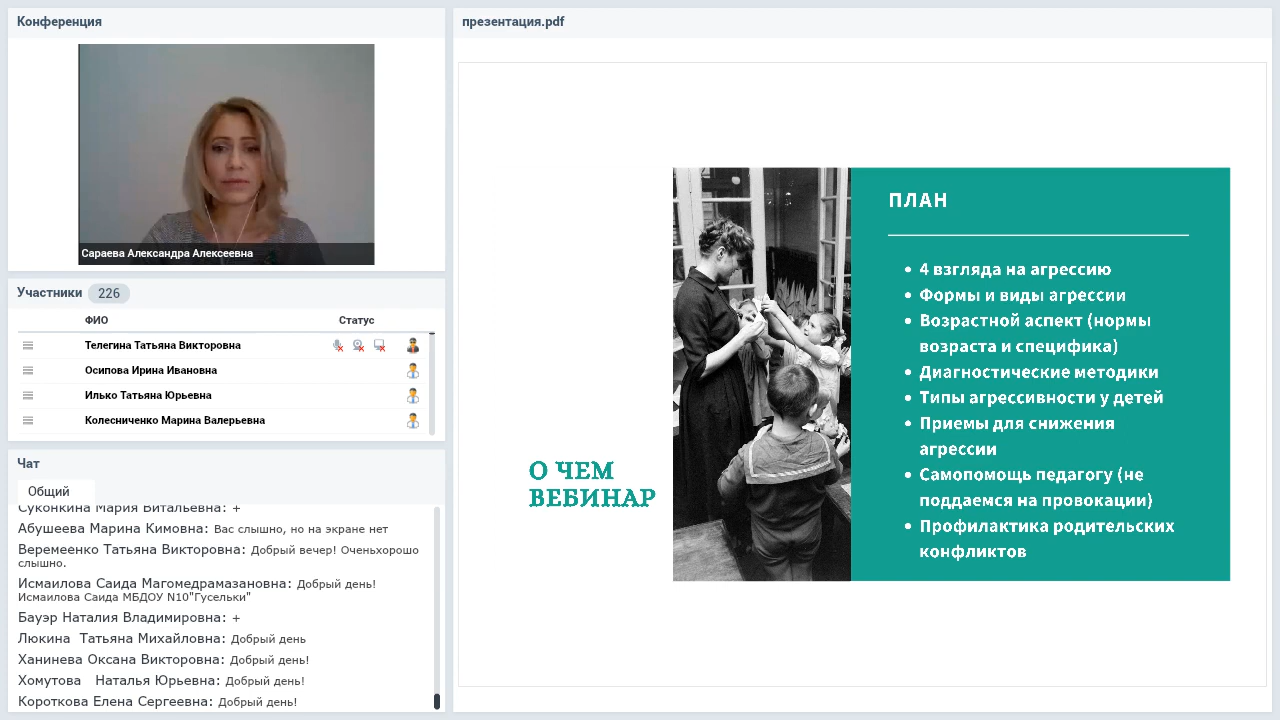 Конференция
Сараева Александра Алексеевна
Участники 226
ФИО Статус
Телегина Татьяна Викторовна
Осипова Ирина Ивановна
Илько Татьяна Юрьевна
Колесниченко Марина Валерьевна
Чат
Общий
Суконкина Мария Витальевна: +
Абушеева Марина Кимовна: Вас слышно, но на экране нет
Веремеенко Татьяна Викторовна: Добрый вечер! Оченьхорошо
слышно.
Исмаилова Саида Магомедрамазановна: Добрый день!
Исмаилова Саида МБДОУ N10"Гусельки"
Бауэр Наталия Владимировна: +
Люкина Татьяна Михайловна: Добрый день
Ханинева Оксана Викторовна: Добрый день!
Хомутова Наталья Юрьевна: Добрый день!
Короткова Елена Сергеевна: Добрый день!
презентация.pdf
О ЧЕМ
ВЕБИНАР
ПЛАН
• 4 взгляда на агрессию
• Формы и виды агрессии
• Возрастной аспект (нормы
возраста и специфика)
• Диагностические методики
• Типы агрессивности у детей
• Приемы для снижения
агрессии
• Самопомощь педагогу (не
поддаемся на провокации)
• Профилактика родительских
конфликтов